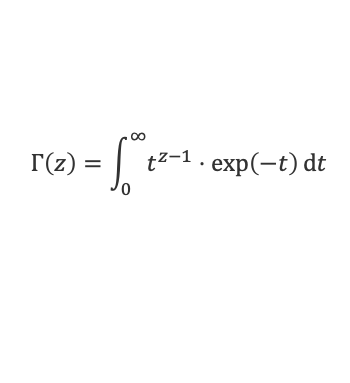 Γ(z) = ∫₀^∞ t^{z−1} · exp(−t) dt